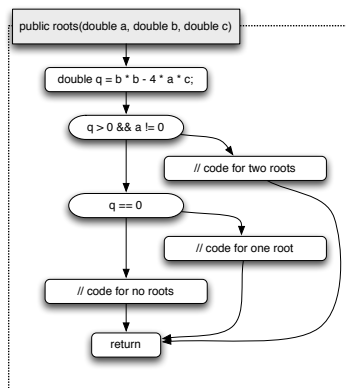 public roots(double a, double b, double c)
double q = b * b - 4 * a * c;
q > 0 && a != 0
// code for two roots
q == 0
// code for one root
// code for no roots
return